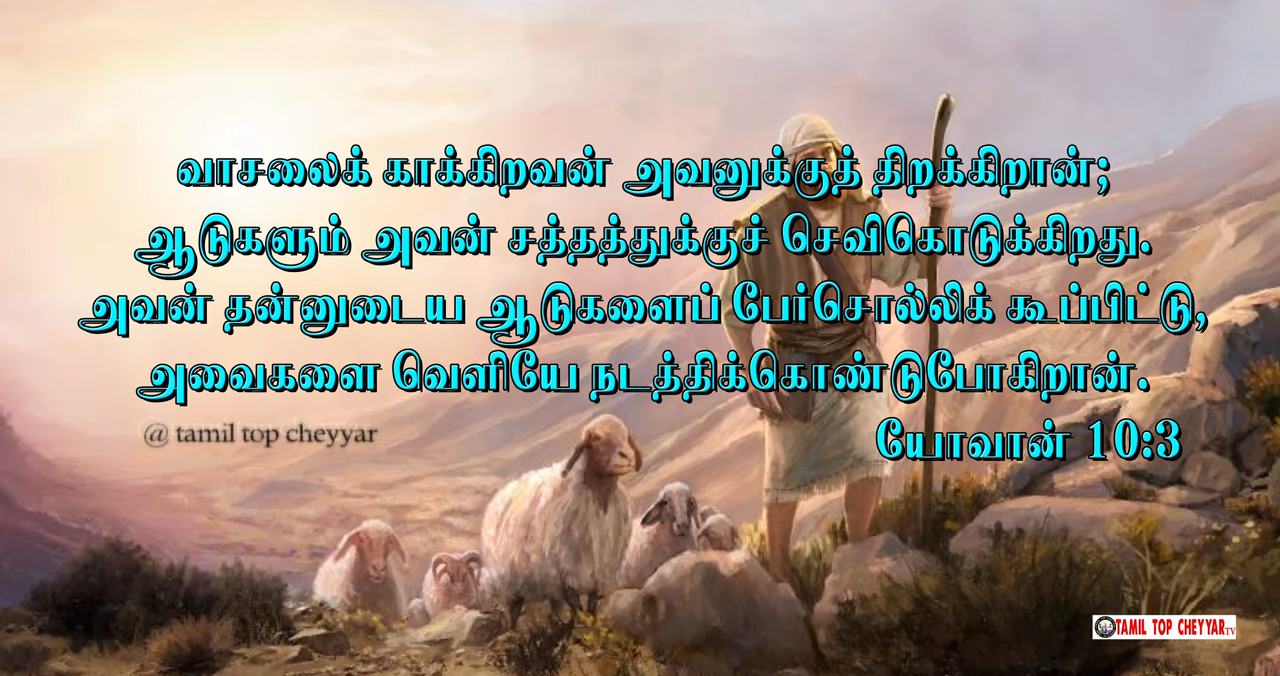 வாசலைக் காக்கிறவன் அவனுக்குத் திறக்கிறான்;
ஆடுகளும் அவன் சத்தத்துக்குச் செவிகொடுக்கிறது.
அவன் தன்னுடைய ஆடுகளைப் பேர்சொல்லிக் கூப்பிட்டு,
அவைகளை வெளியே நடத்திக்கொண்டுபோகிறான்.
@ tamil top cheyyar
யோவான் 10:3
TAMIL TOP CHEYYAR TV